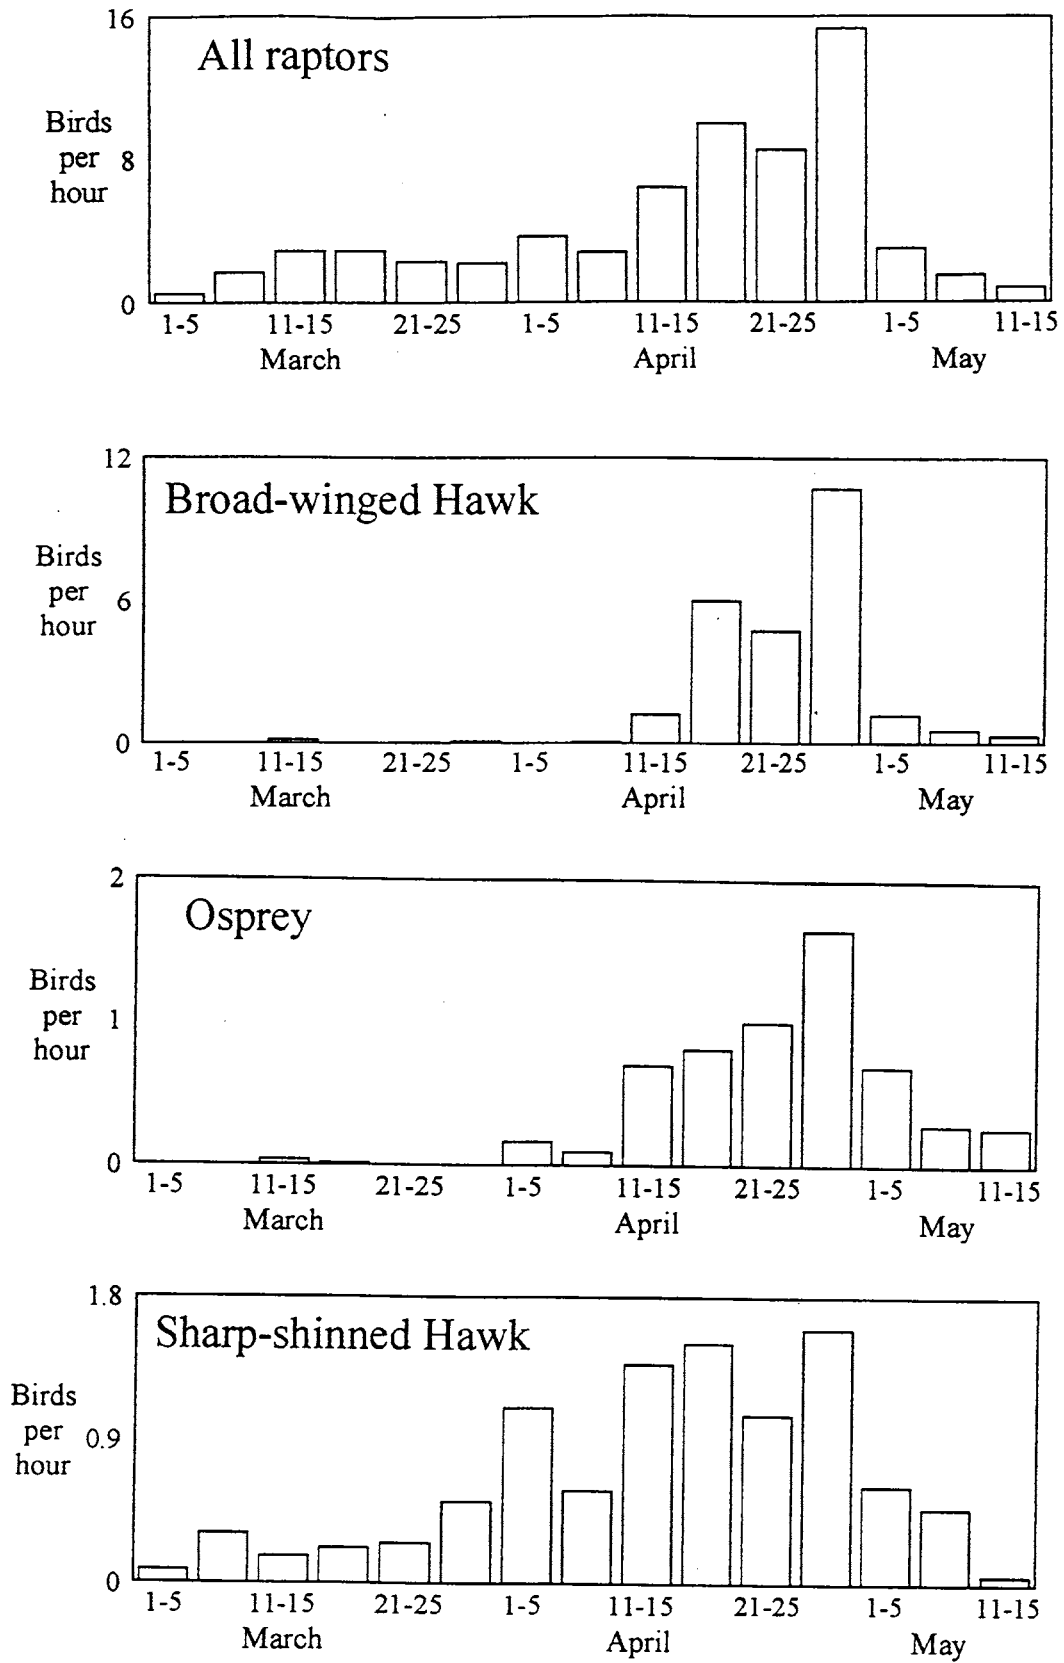 16
All raptors
Birds
per
hour
8
0
1-5 11-15 21-25 1-5 11-15 21-25 1-5 11-15
March April May
12
Broad-winged Hawk
Birds
per
hour
6
0
1-5 11-15 21-25 1-5 11-15 21-25 1-5 11-15
March April May
2
Osprey
Birds
per
hour
1
0
1-5 11-15 21-25 1-5 11-15 21-25 1-5 11-15
March April May
1.8
Sharp-shinned Hawk
Birds
per
hour
0.9
0
1-5 11-15 21-25 1-5 11-15 21-25 1-5 11-15
March April May